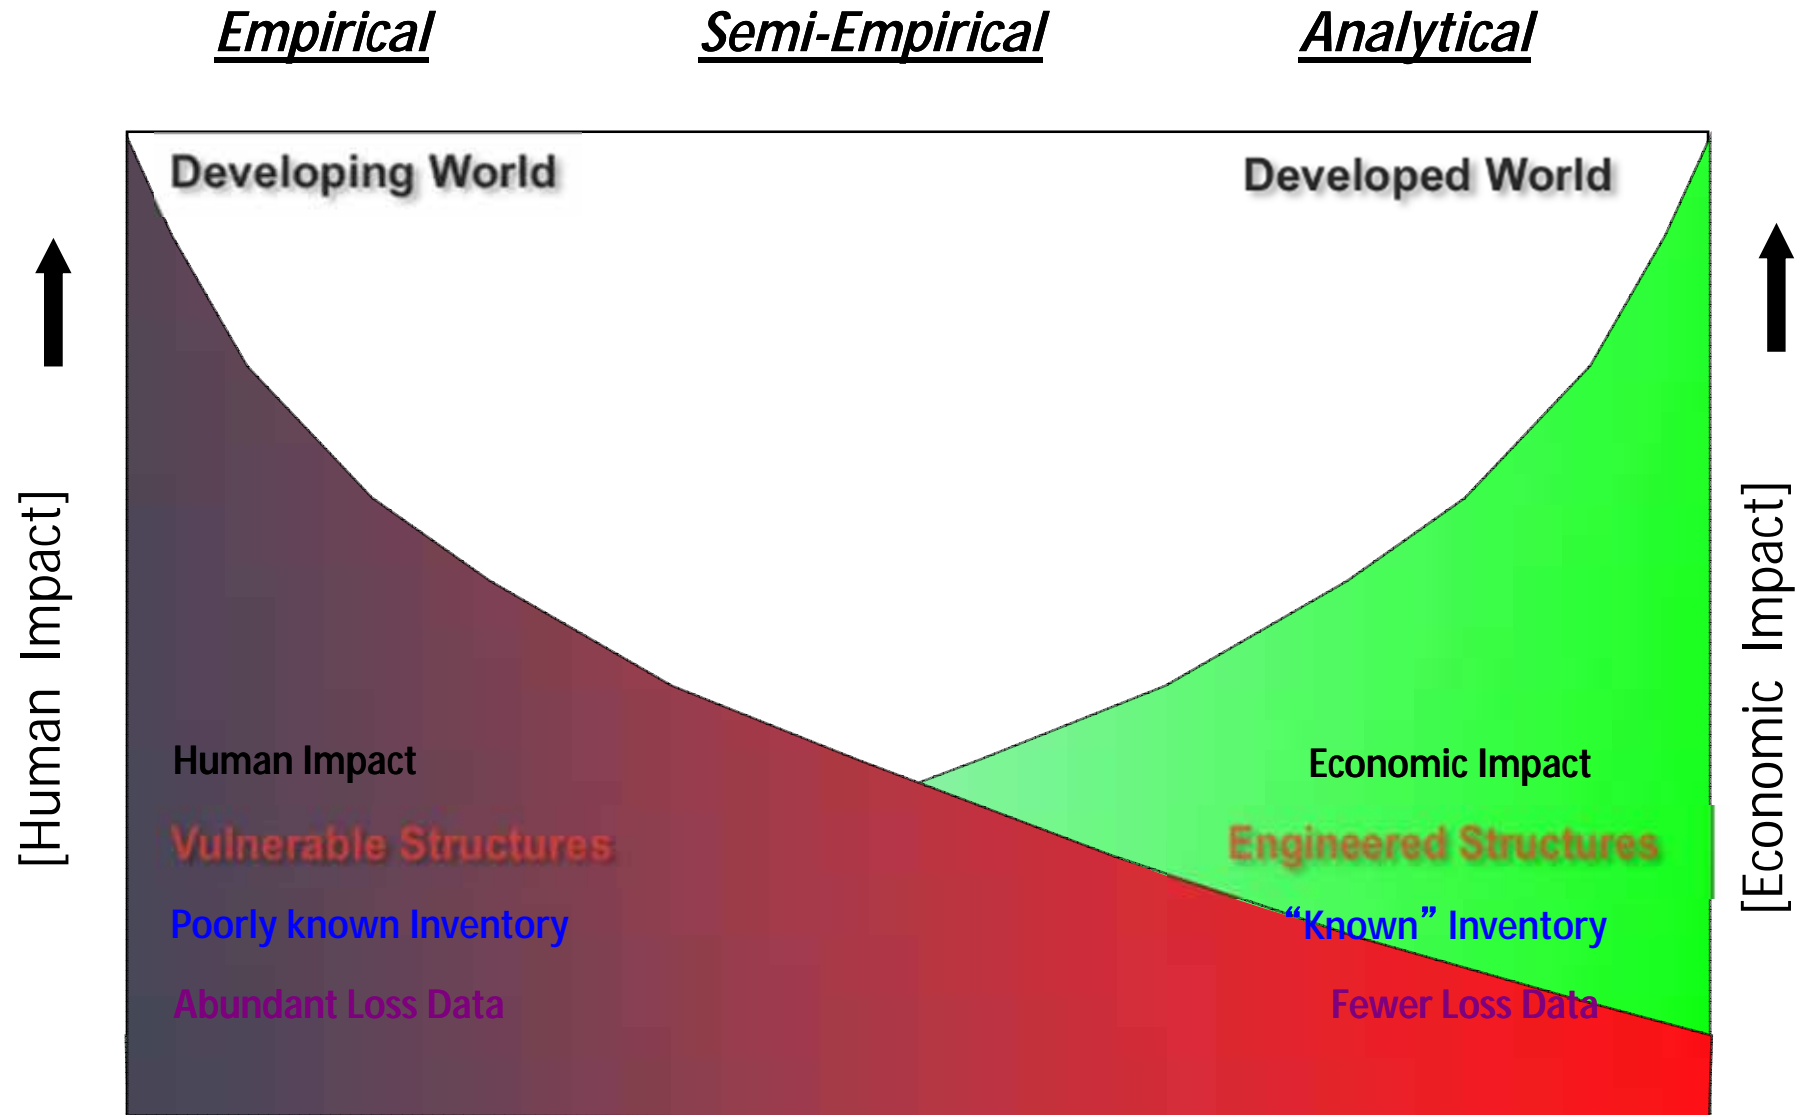 Empirical
Semi-Empirical
Analytical
Developing World
Developed World
[Human Impact]
[Economic Impact]
Human Impact
Economic Impact
Vulnerable Structures
Engineered Structures
Poorly known Inventory
“Known” Inventory
Abundant Loss Data
Fewer Loss Data